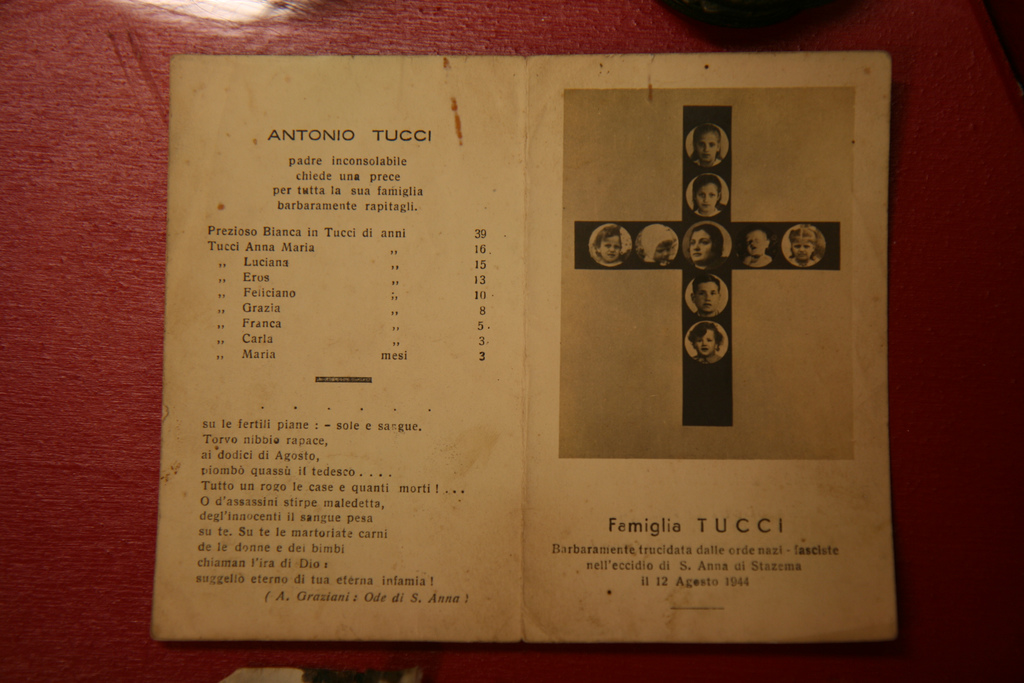 ANTONIO TUCCI
padre inconsolabile
chiede una prece
per tutta la sua famiglia
barbaramente rapitagli.
Prezioso Bianca in Tucci di anni 39
Tucci Anna Maria ,, 16
,, Luciana ,, 15
,, Eros ,, 13
,, Feliciano ,, 10
,, Grazia ,, 8
,, Franca ,, 5
,, Carla ,, 3
,, Maria mesi 3
. . . . . .
su le fertili piane : - sole e sangue.
Torvo nibbio rapace,
ai dodici di Agosto,
piombò quassù il tedesco . . . .
Tutto un rogo le case e quanti morti ! . . .
O d'assassini stirpe maledetta,
degl'innocenti il sangue pesa
su te. Su te le martoriate carni
de le donne e dei bimbi
chiaman l'ira di Dio :
suggellò eterno di tua eterna infamia !
( A. Graziani : Ode di S. Anna )
Famiglia TUCCI
Barbaramente trucidata dalle orde nazi - fasciste
nell'eccidio di S. Anna di Stazema
il 12 Agosto 1944